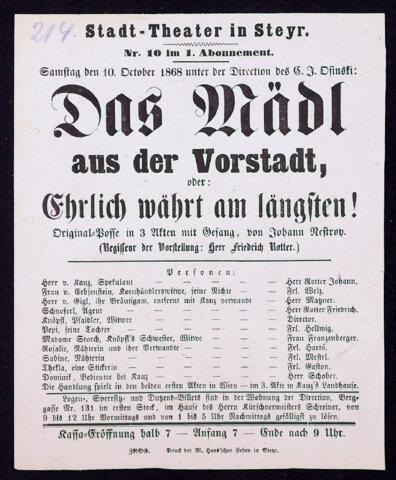 214.
Stadt-Theater in Steyr.
Nr. 10 im 1. Abonnement.
Samstag den 10. October 1868 unter der Direction des C. J. Osinski:
Das Mädl
aus der Vorstadt,
oder:
Ehrlich währt am längsten!
Original-Posse in 3 Akten mit Gesang, von Johann Nestroy.
(Regisseur der Vorstellung: Herr Friedrich Rotter.)
Personen:
Herr v. Kauz, Spekulant — Herr Rotter Johann.
Frau v. Erbsenstein, Kornhändlerswitwe, seine Nichte — Frl. Welz.
Herr v. Gigl, ihr Bräutigam, entfernt mit Kauz verwandt — Herr Matzner.
Schnoferl, Agent — Herr Rotter Friedrich.
Knöpfl, Pfaidler, Witwer — Director.
Pepi, seine Tochter — Frl. Hellwig.
Madame Storch, Knöpfl's Schwester, Witwe — Frau Franzenberger.
Rosalie, Nähterin und ihre Verwandte — Frl. Harté.
Sabine, Nähterin — Frl. Mestel.
Thekla, eine Stickerin — Frl. Gaston.
Dominik, Bedienter bei Kauz — Herr Schober.
Die Handlung spielt in den beiden ersten Akten in Wien — im 3. Akte in Kauz's Landhause.
Logen-, Sperrsitz- und Dutzend-Billets sind in der Wohnung der Direction, Berg-
gasse Nr. 131 im ersten Stock, im Hause des Herrn Kürschnermeisters Schreiner, von
9 bis 12 Uhr Vormittags und von 1 bis 5 Uhr Nachmittags gefälligst zu lösen.
Kassa-Eröffnung halb 7 — Anfang 7 — Ende nach 9 Uhr.
Druck der M. Haas'schen Erben in Steyr.